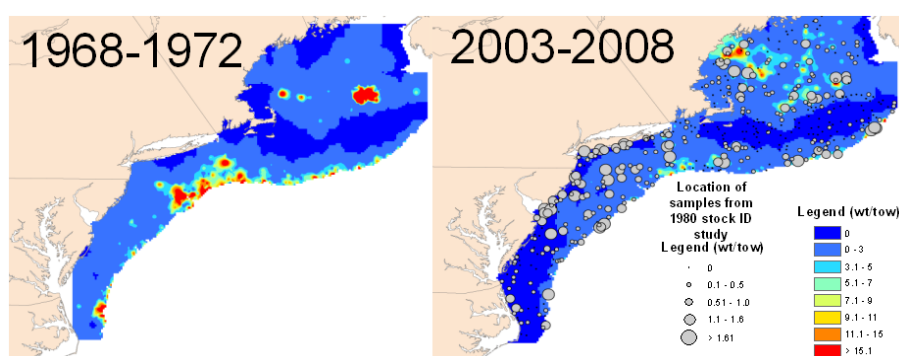 1968-1972
2003-2008
Location of
samples from
1980 stock ID
study
Legend (wt/tow)
0
0.1 - 0.5
0.51 - 1.0
1.1 - 1.6
> 1.61
Legend (wt/tow)
0
0 - 3
3.1 - 5
5.1 - 7
7.1 - 9
9.1 - 11
11.1 - 15
> 15.1